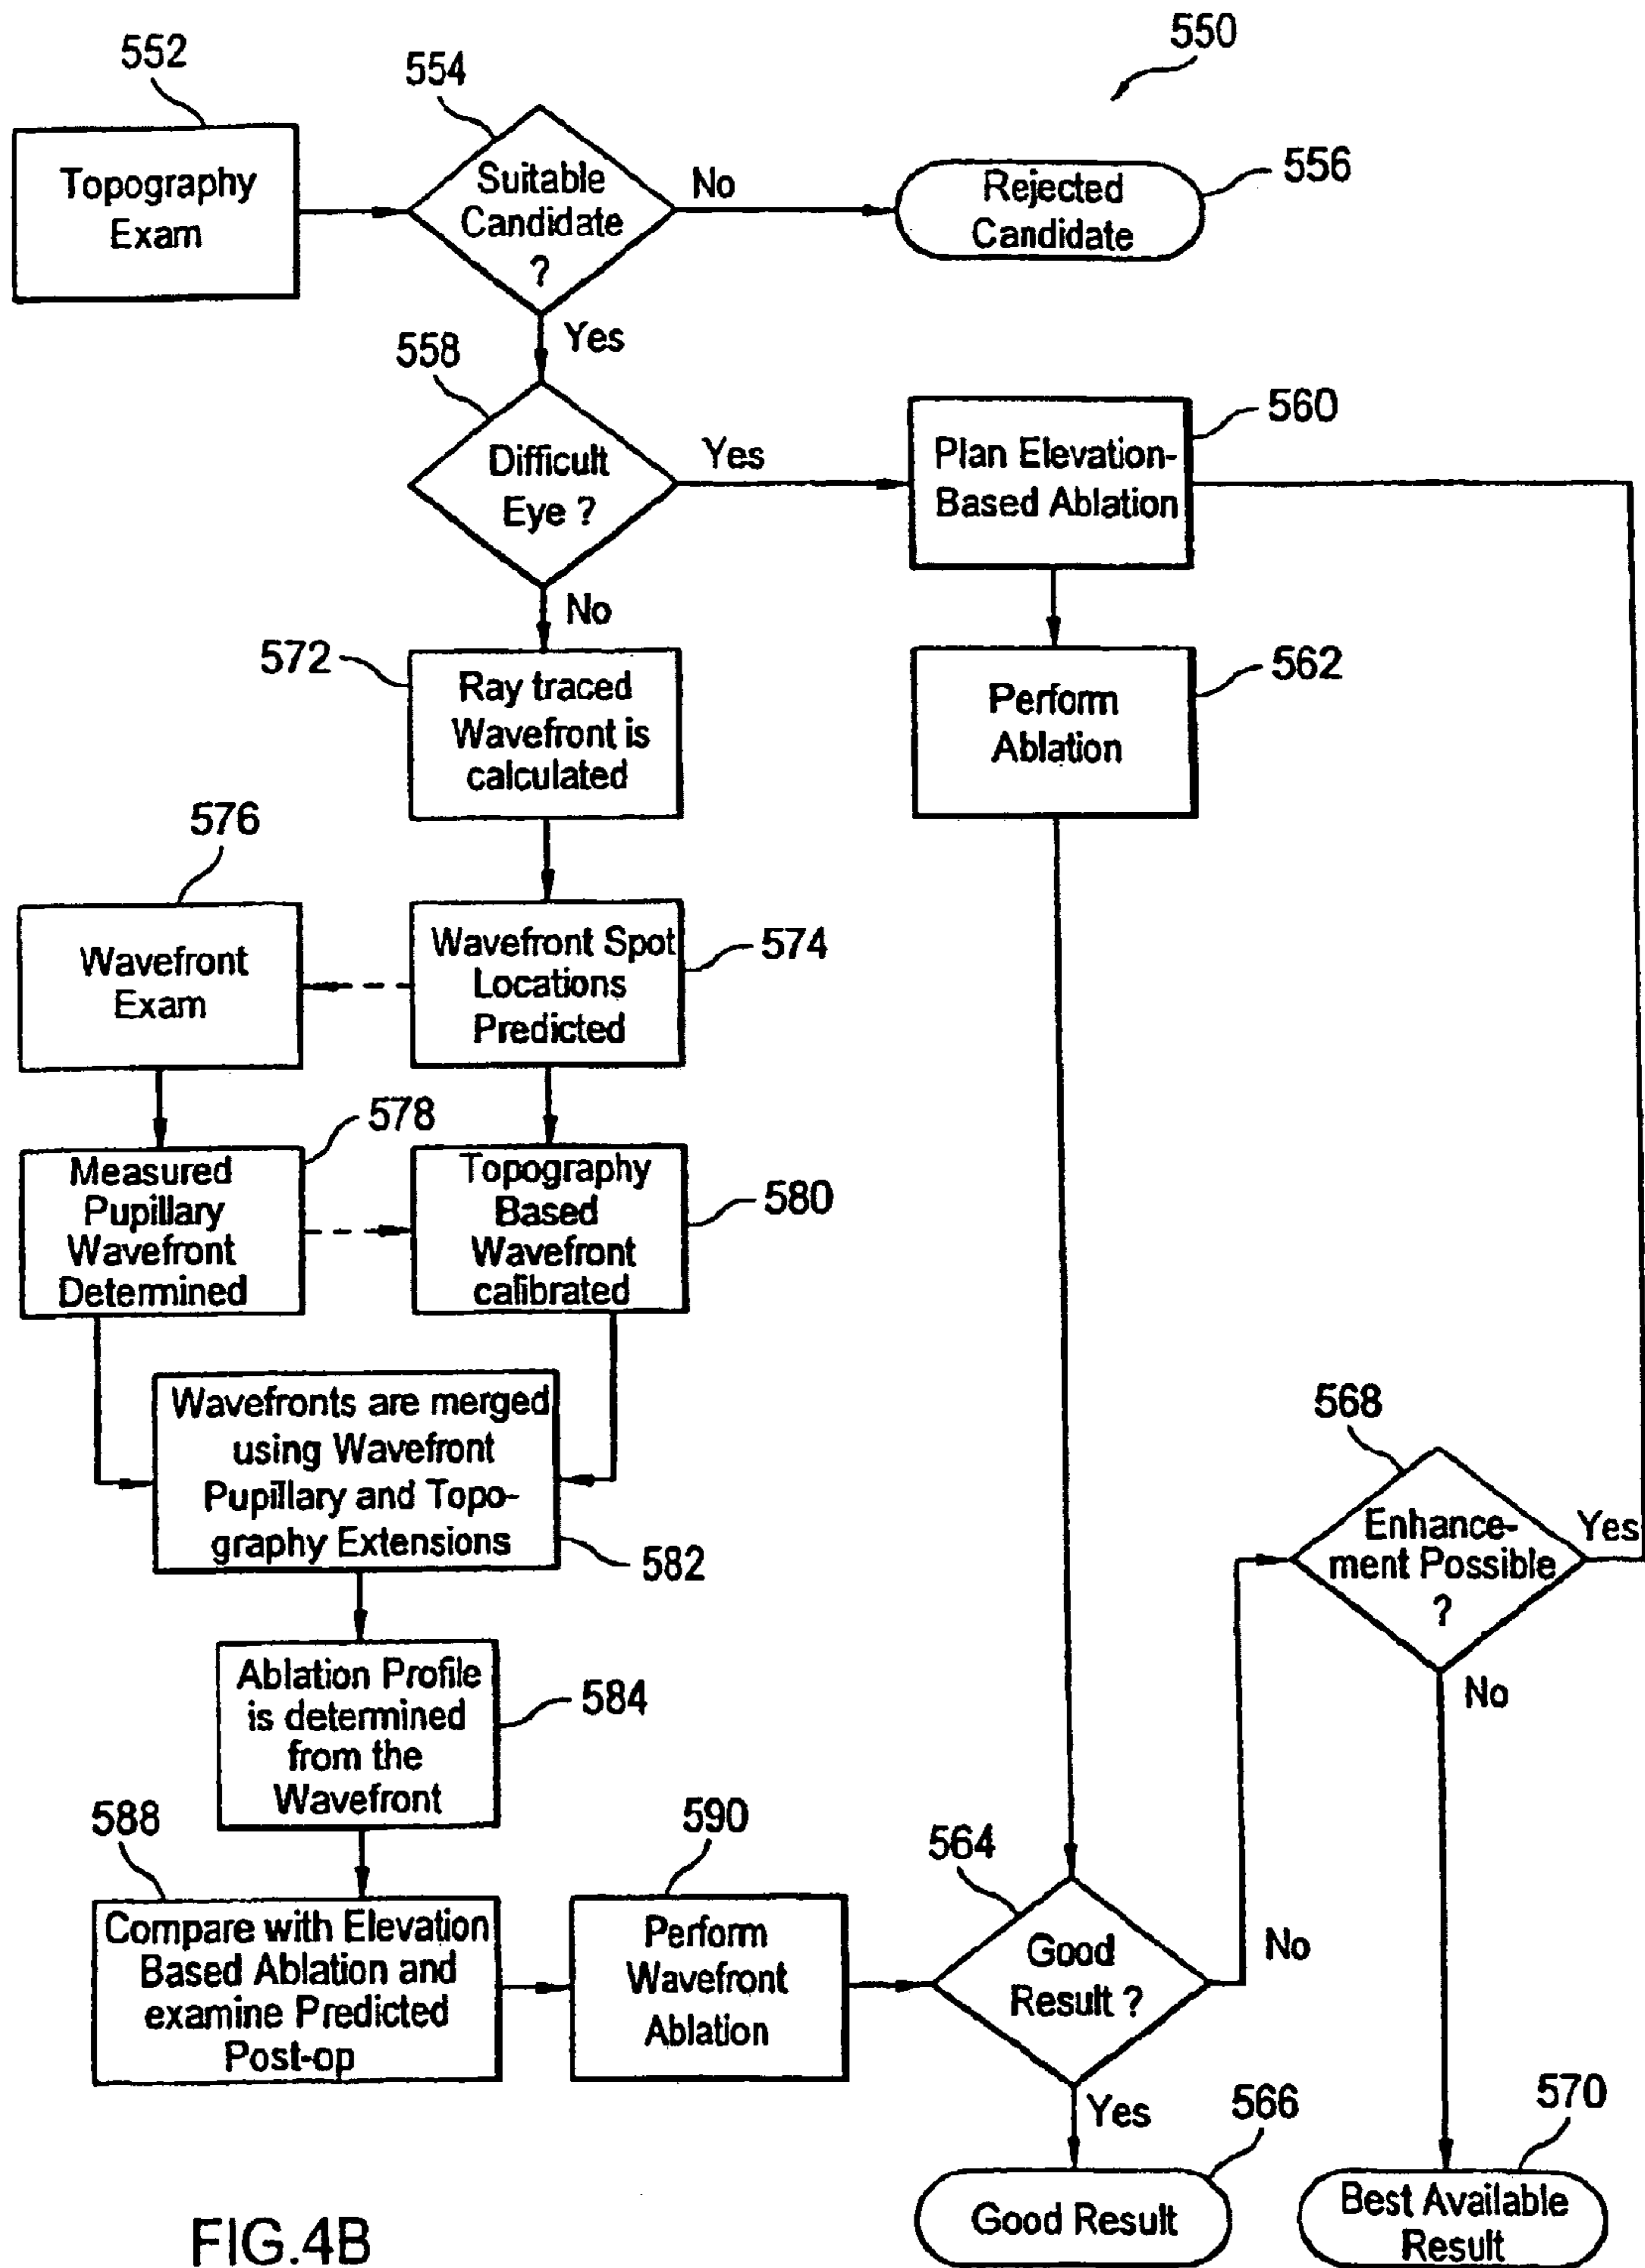 550
552
554
Topography
Exam
Suitable
Candidate
?
No
Rejected
Candidate
556
Yes
558
Difficult
Eye ?
Yes
Plan Elevation-
Based Ablation
560
No
572
Ray traced
Wavefront is
calculated
Perform
Ablation
562
576
Wavefront
Exam
Wavefront Spot
Locations
Predicted
574
578
Measured
Pupillary
Wavefront
Determined
Topography
Based
Wavefront
calibrated
580
Wavefronts are merged
using Wavefront
Pupillary and Topo-
graphy Extensions
582
568
Enhance-
ment Possible
?
Yes
No
Ablation Profile
is determined
from the
Wavefront
584
588
Compare with Elevation
Based Ablation and
examine Predicted
Post-op
590
Perform
Wavefront
Ablation
564
Good
Result ?
No
Yes
566
Good Result
570
Best Available
Result
FIG.4B